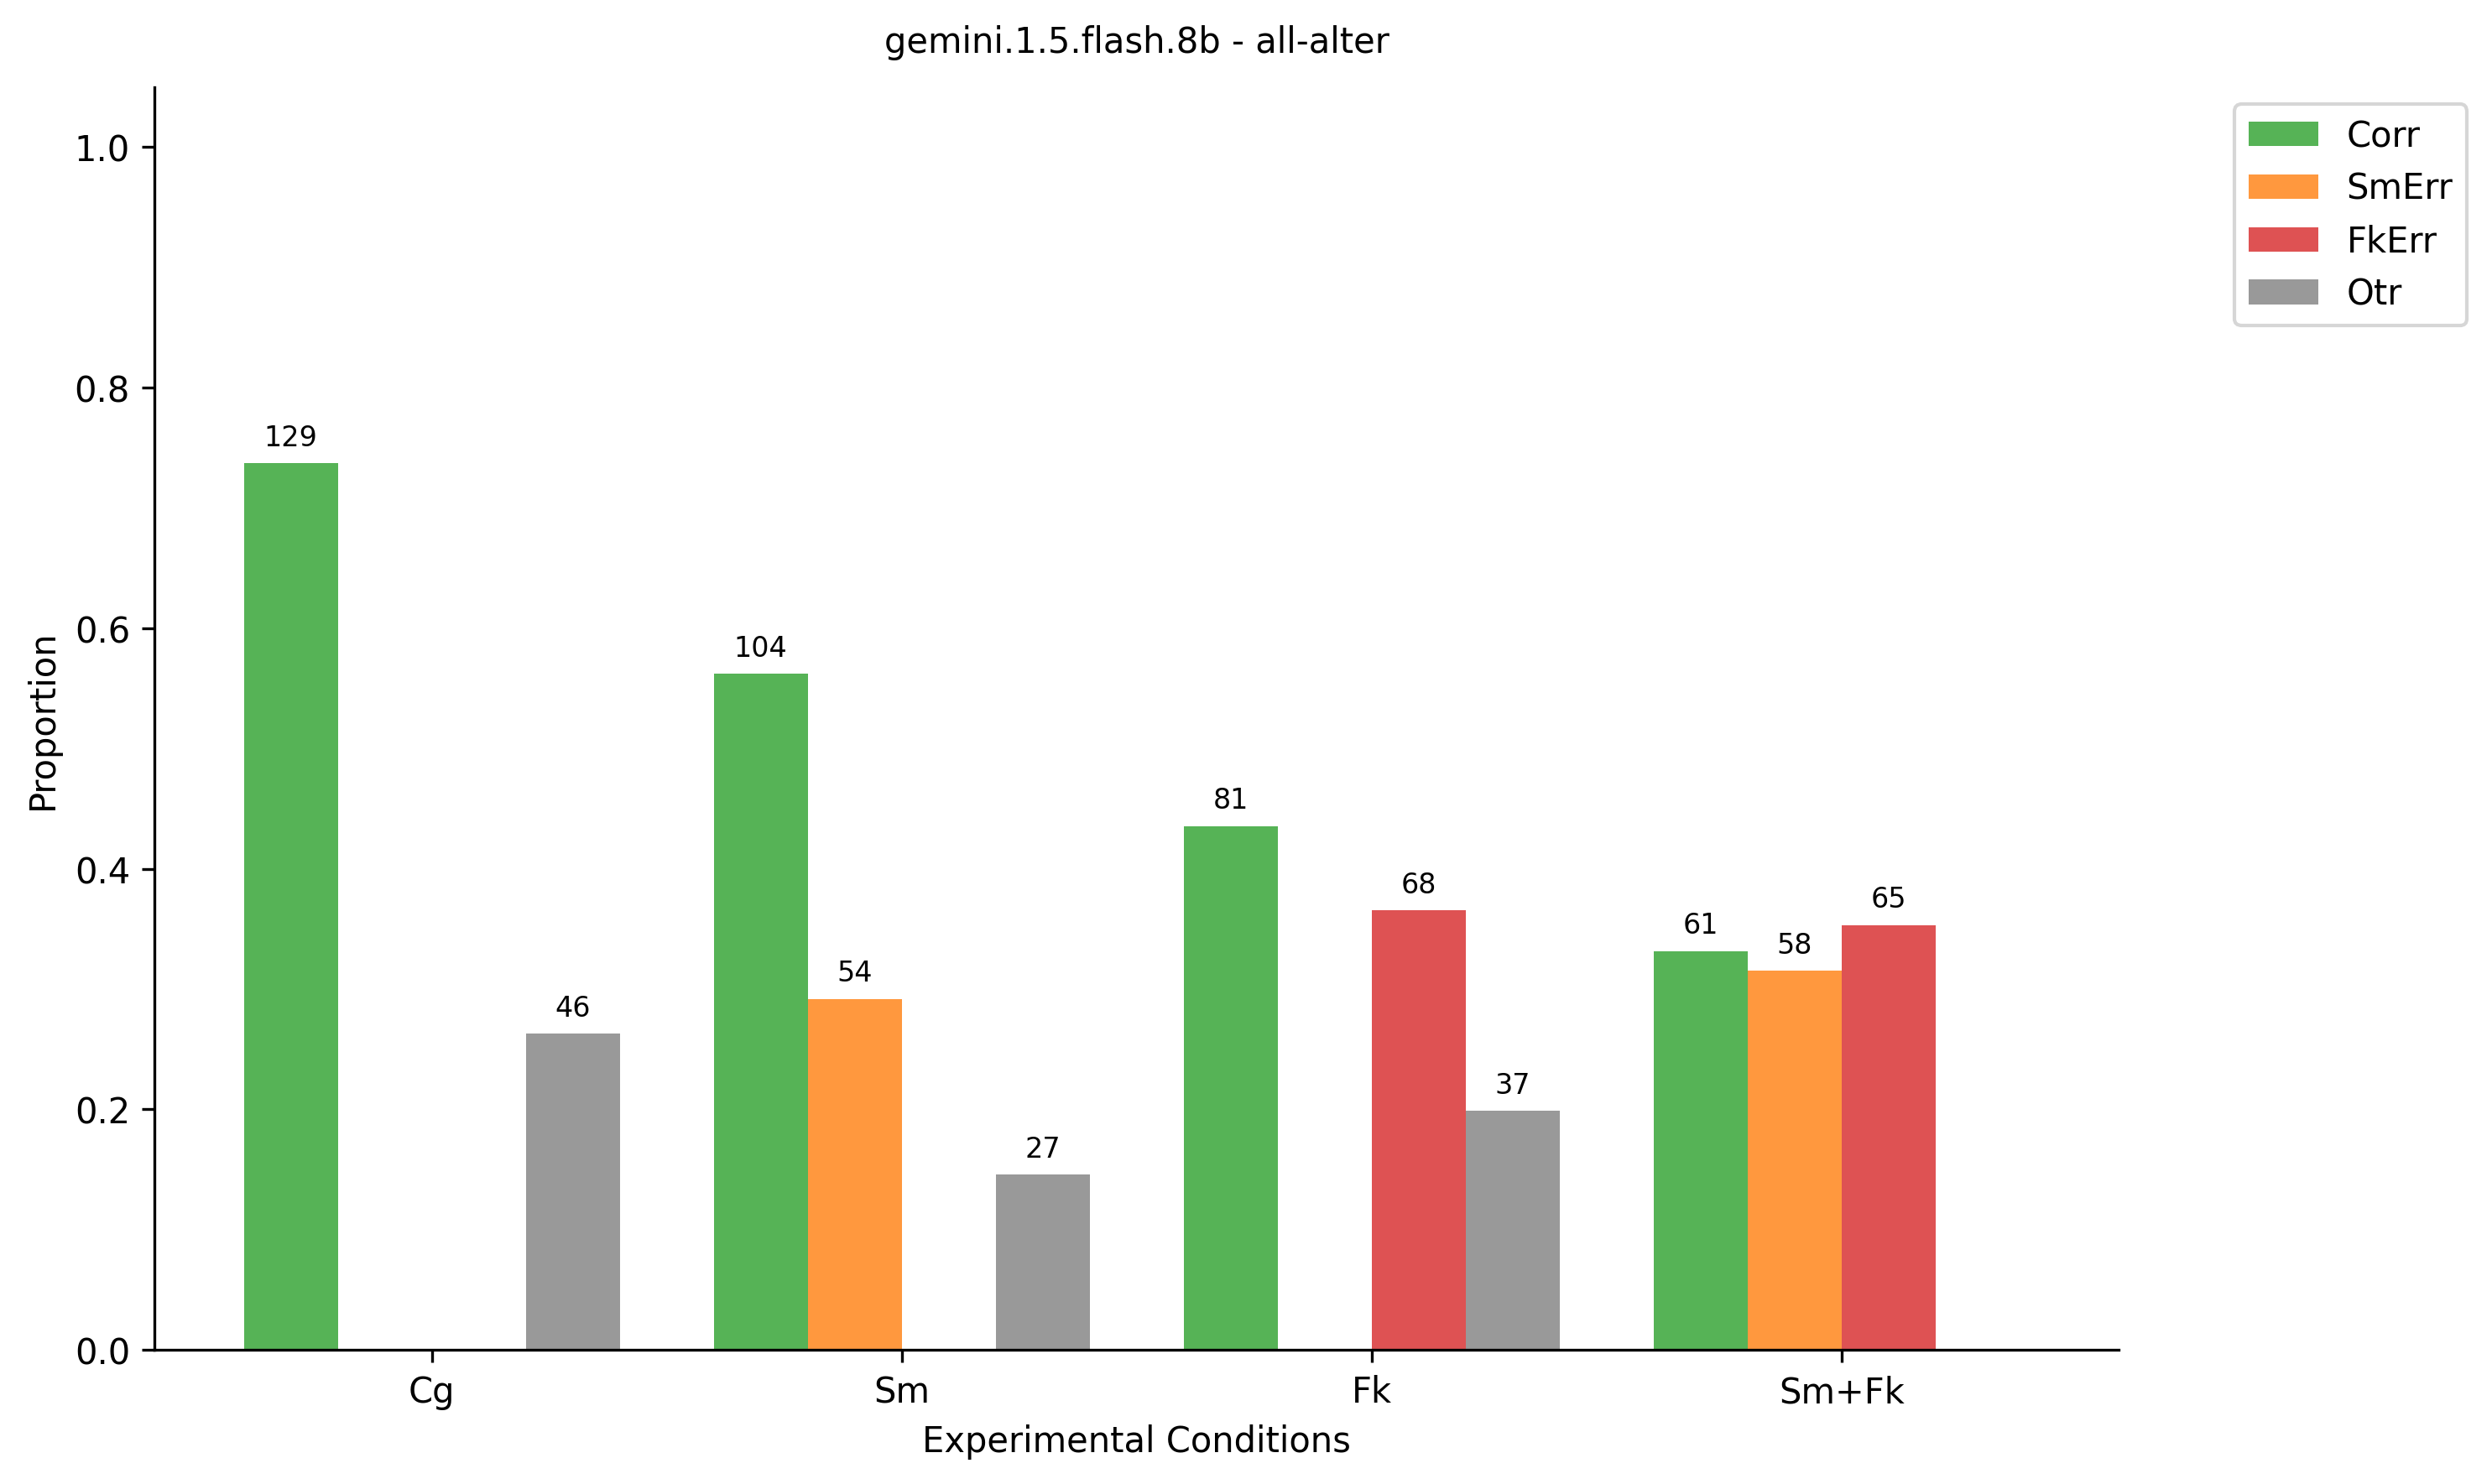 gemini.1.5.flash.8b - all-alter
Corr
SmErr
FkErr
Otr
1.0
0.8
0.6
0.4
0.2
0.0
Proportion
129
46
104
54
27
81
68
37
61
58
65
Cg
Sm
Fk
Sm+Fk
Experimental Conditions